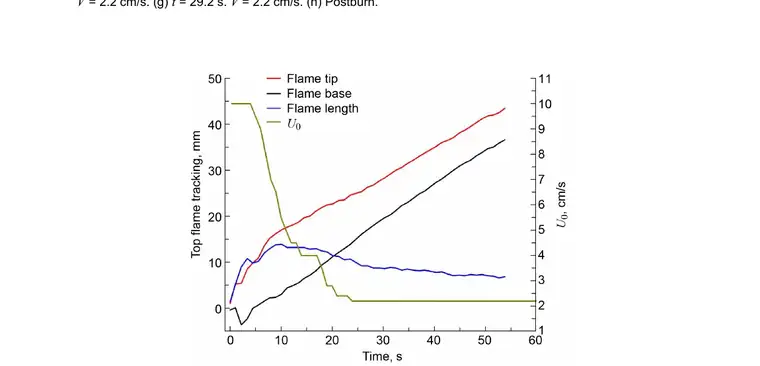 V = 2.2 cm/s. (g) t = 29.2 s. V = 2.2 cm/s. (h) Postburn.
Flame tip
Flame base
Flame length
U0
Top flame tracking, mm
50
40
30
20
10
0
11
10
9
8
7
6
5
4
3
2
1
U0, cm/s
0 10 20 30 40 50 60
Time, s